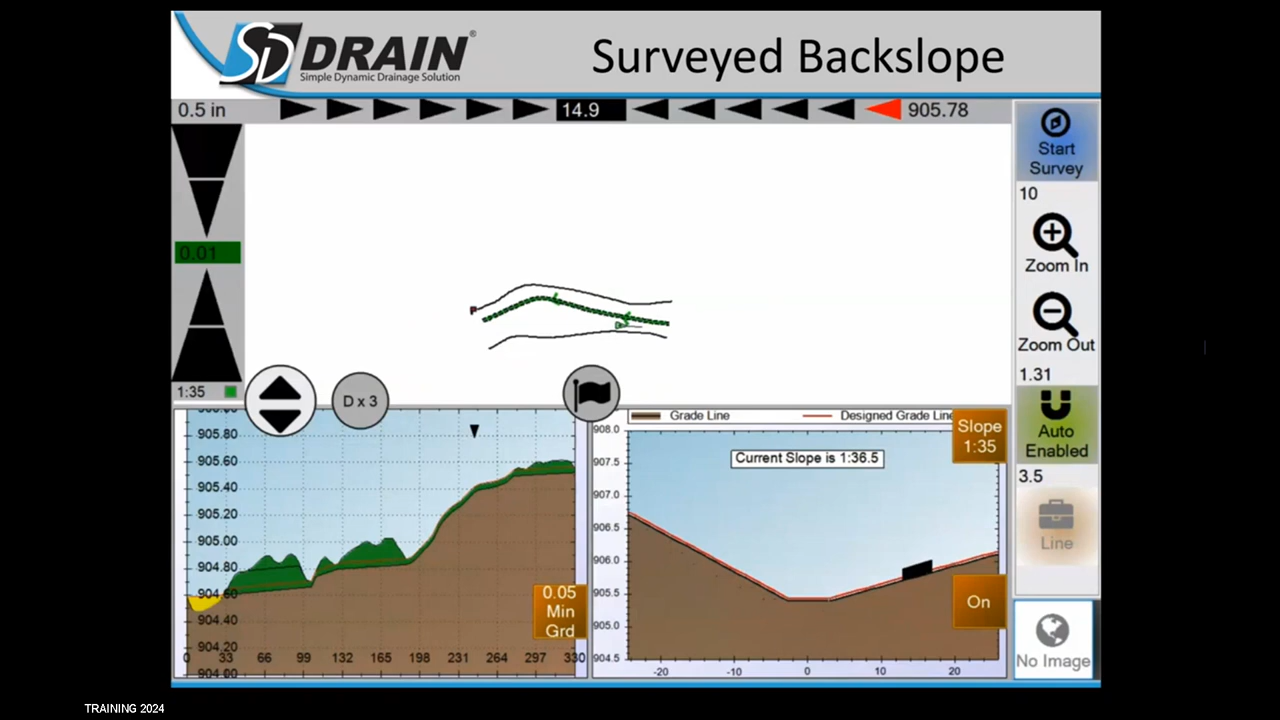 SD DRAIN®
Simple Dynamic Drainage Solution
Surveyed Backslope
0.5 in
14.9
905.78
Start
Survey
10
Zoom In
Zoom Out
1.31
Auto
Enabled
3.5
Line
No Image
0.01
1:35
D x 3
905.80
905.60
905.40
905.20
905.00
904.80
904.60
904.40
904.20
904.00
0 33 66 99 132 165 198 231 264 297 330
0.05
Min
Grd
Grade Line
Designed Grade Line
Slope
1:35
Current Slope is 1:36.5
908.0
907.5
907.0
906.5
906.0
905.5
905.0
904.5
-20 -10 0 10 20
On
TRAINING 2024